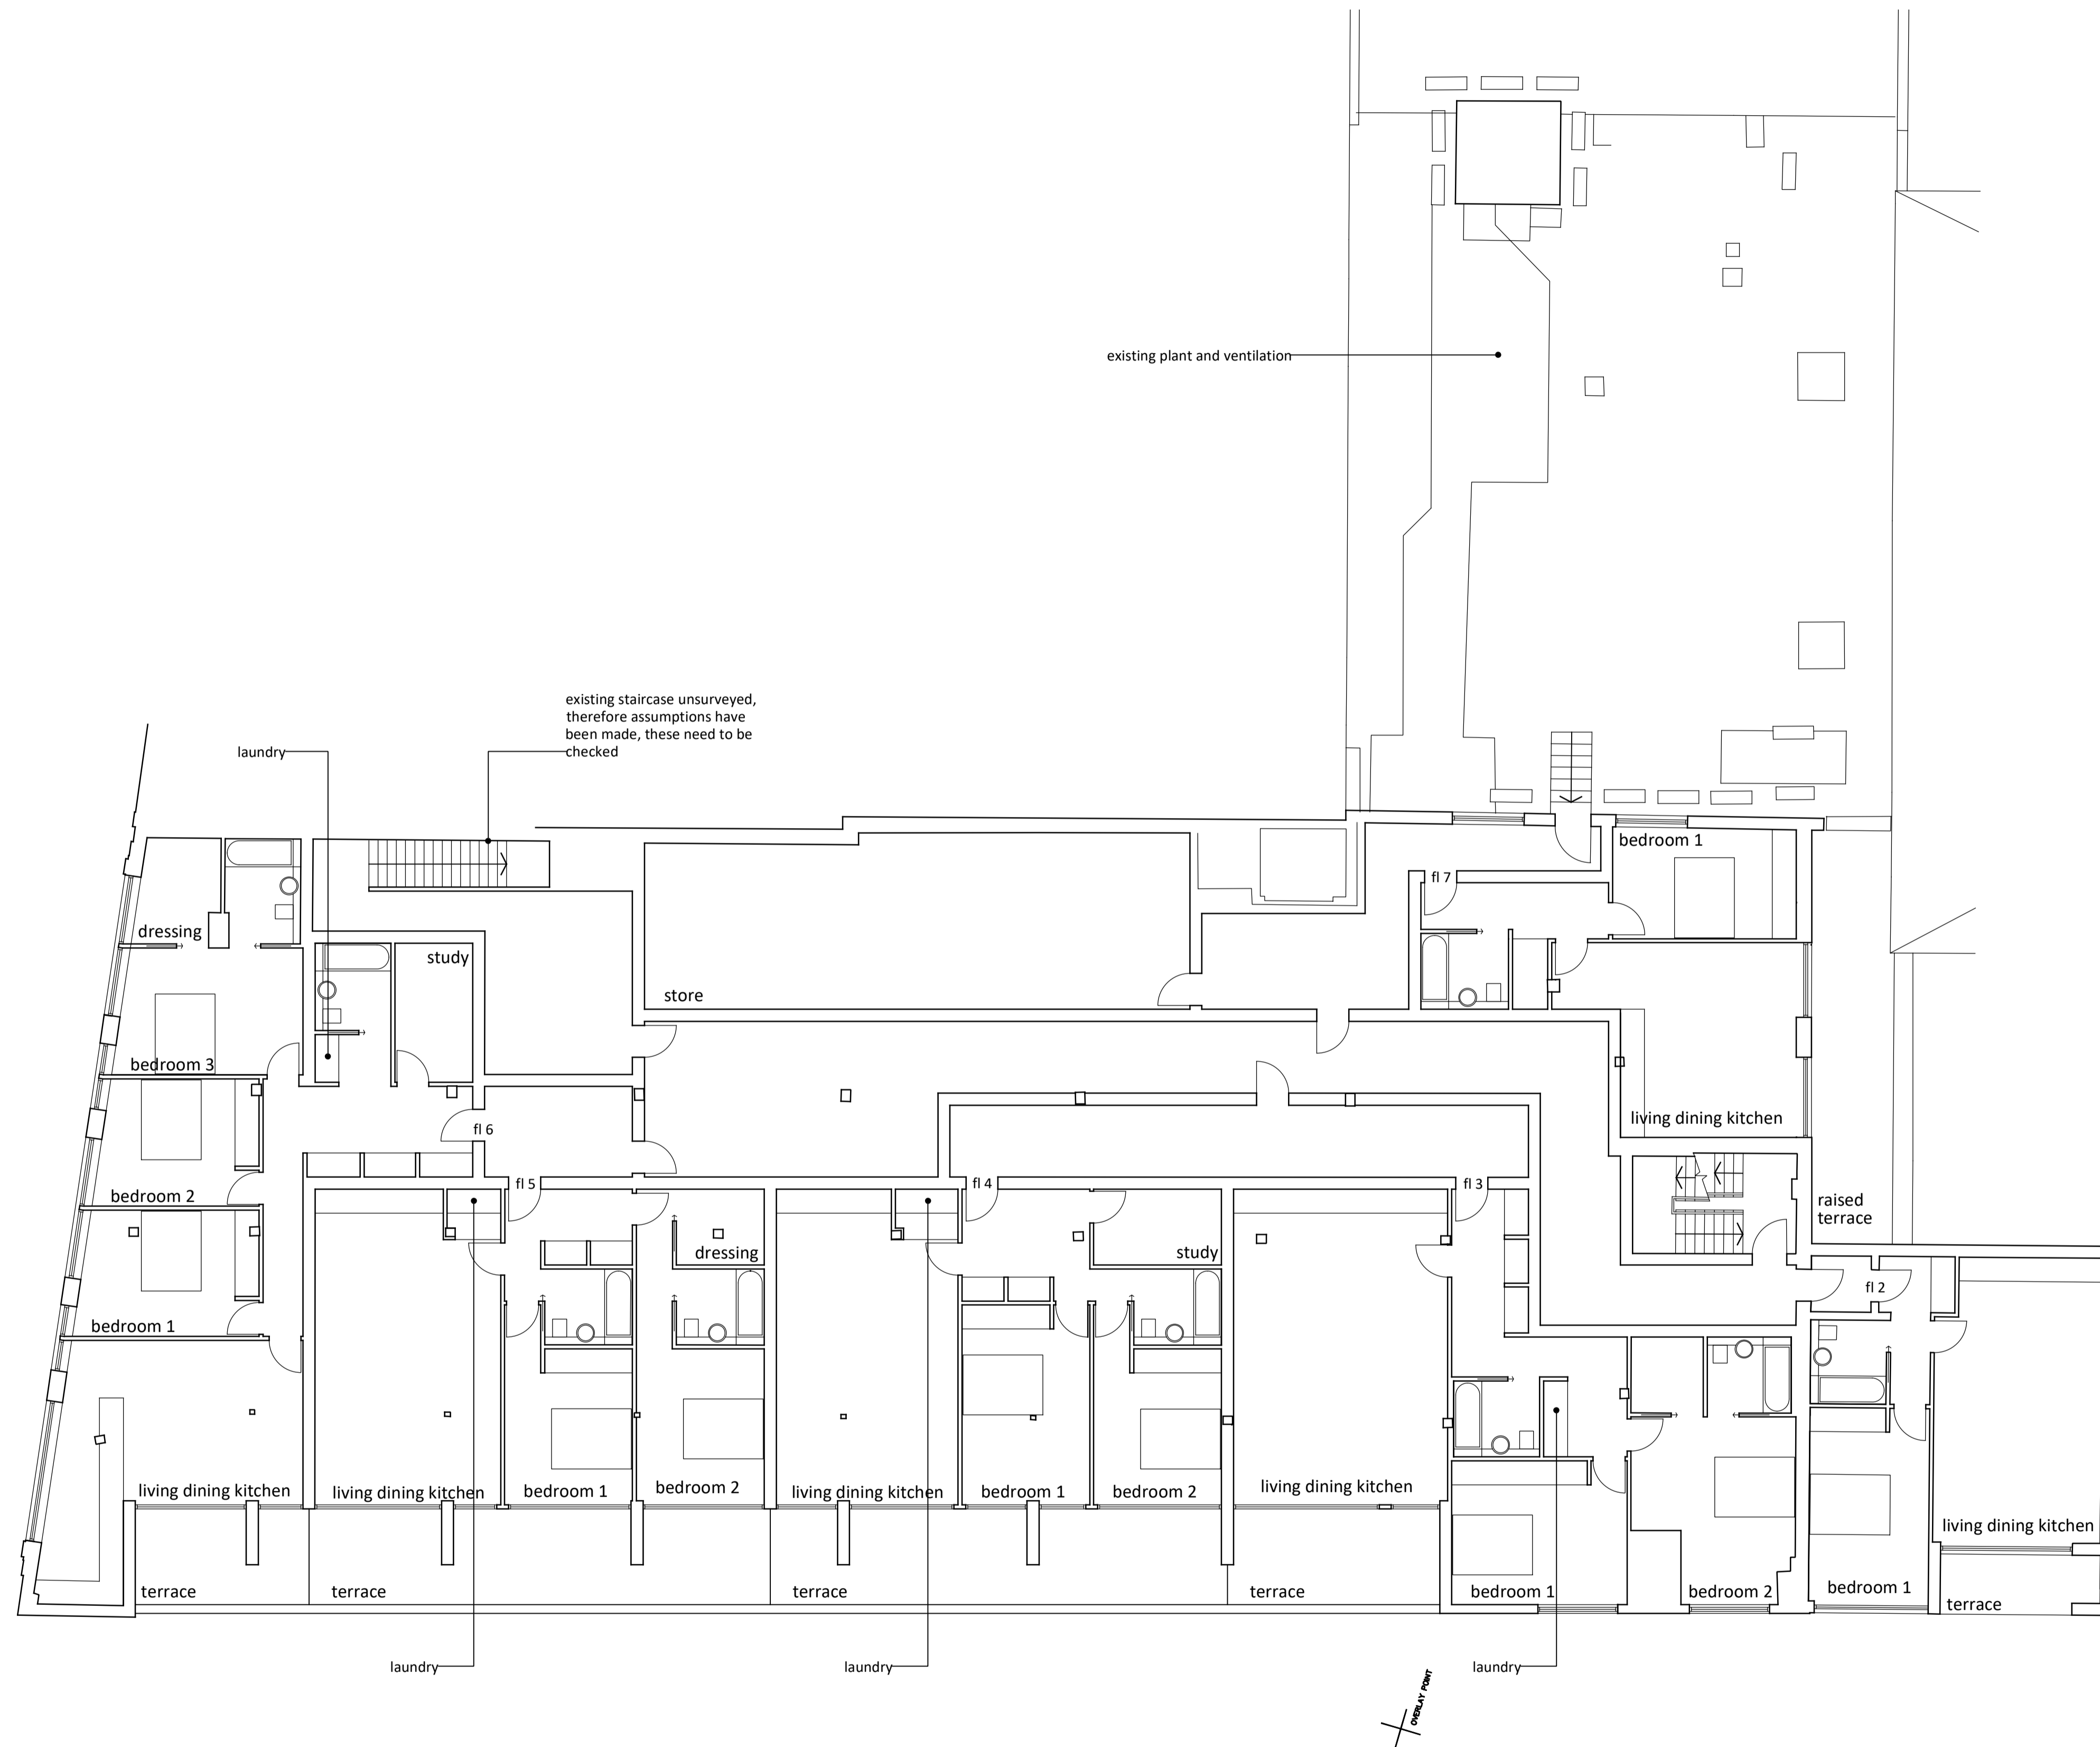 existing plant and ventilation
existing staircase unsurveyed,
therefore assumptions have
been made, these need to be
checked
laundry
bedroom 1
fl 7
dressing
study
store
bedroom 3
living dining kitchen
fl 6
bedroom 2
fl 5
fl 4
fl 3
raised
terrace
dressing
study
fl 2
bedroom 1
living dining kitchen
living dining kitchen
bedroom 1
bedroom 2
living dining kitchen
bedroom 1
bedroom 2
living dining kitchen
living dining kitchen
terrace
terrace
terrace
terrace
bedroom 1
bedroom 2
bedroom 1
terrace
laundry
laundry
laundry
OVERLAY POINT